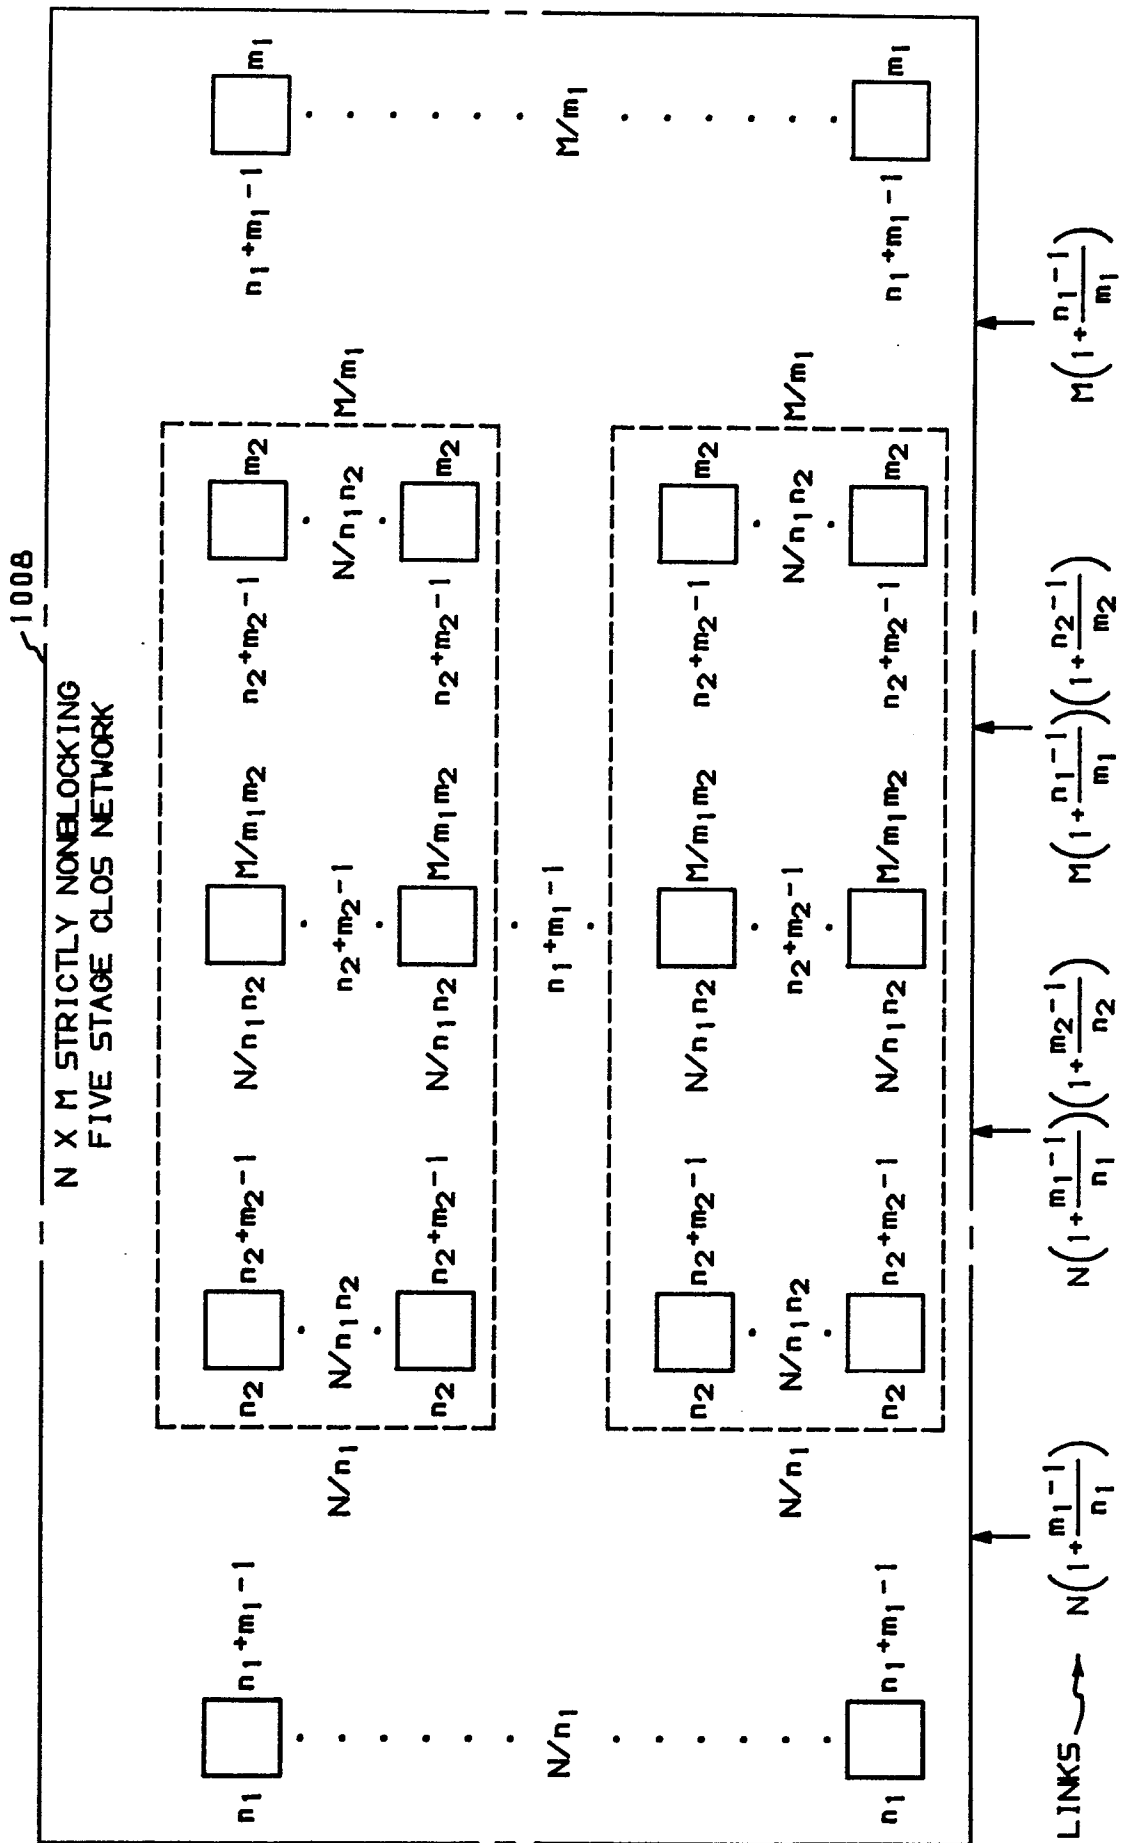 1008
N X M STRICTLY NONBLOCKING
FIVE STAGE CLOS NETWORK
n₁ n₁+m₁-1 n₂ n₂+m₂-1 N/n₁n₂ M/m₁m₂ n₂+m₂-1 m₂ n₁+m₁-1 m₁
N/n₁ N/n₁n₂ n₂+m₂-1 N/n₁n₂ M/m₁
n₂ n₂+m₂-1 N/n₁n₂ M/m₁m₂ n₂+m₂-1 m₂
N/n₁ n₁+m₁-1 M/m₁
n₂ n₂+m₂-1 N/n₁n₂ M/m₁m₂ n₂+m₂-1 m₂
N/n₁ N/n₁n₂ n₂+m₂-1 N/n₁n₂ M/m₁
n₁ n₁+m₁-1 n₂ n₂+m₂-1 N/n₁n₂ M/m₁m₂ n₂+m₂-1 m₂ n₁+m₁-1 m₁
LINKS N(1+(m₁-1)/n₁) N(1+(m₁-1)/n₁)(1+(m₂-1)/n₂) M(1+(n₁-1)/m₁)(1+(n₂-1)/m₂) M(1+(n₁-1)/m₁)